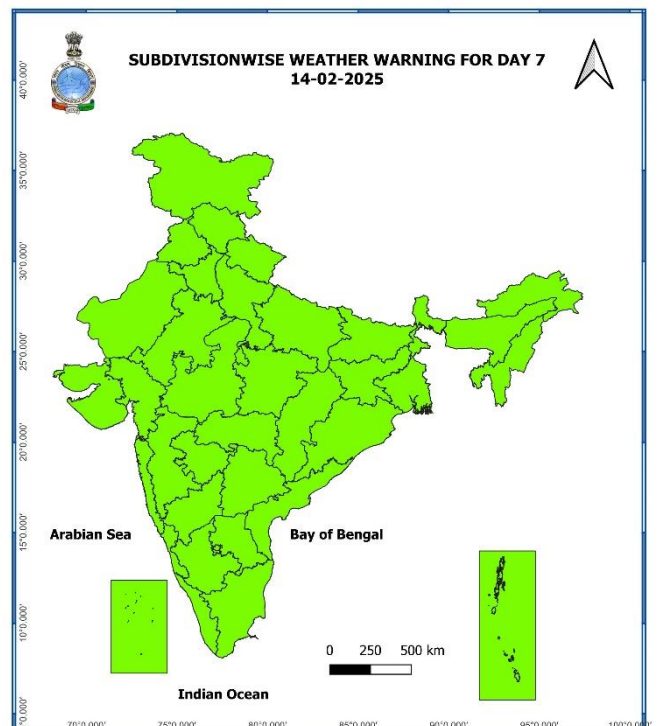 SUBDIVISIONWISE WEATHER WARNING FOR DAY 7
14-02-2025
40°0.000'
35°0.000'
30°0.000'
25°0.000'
20°0.000'
15°0.000'
10°0.000'
Arabian Sea
Bay of Bengal
0 250 500 km
Indian Ocean
70°0.000' 75°0.000' 80°0.000' 85°0.000' 90°0.000' 95°0.000' 100°0.000'